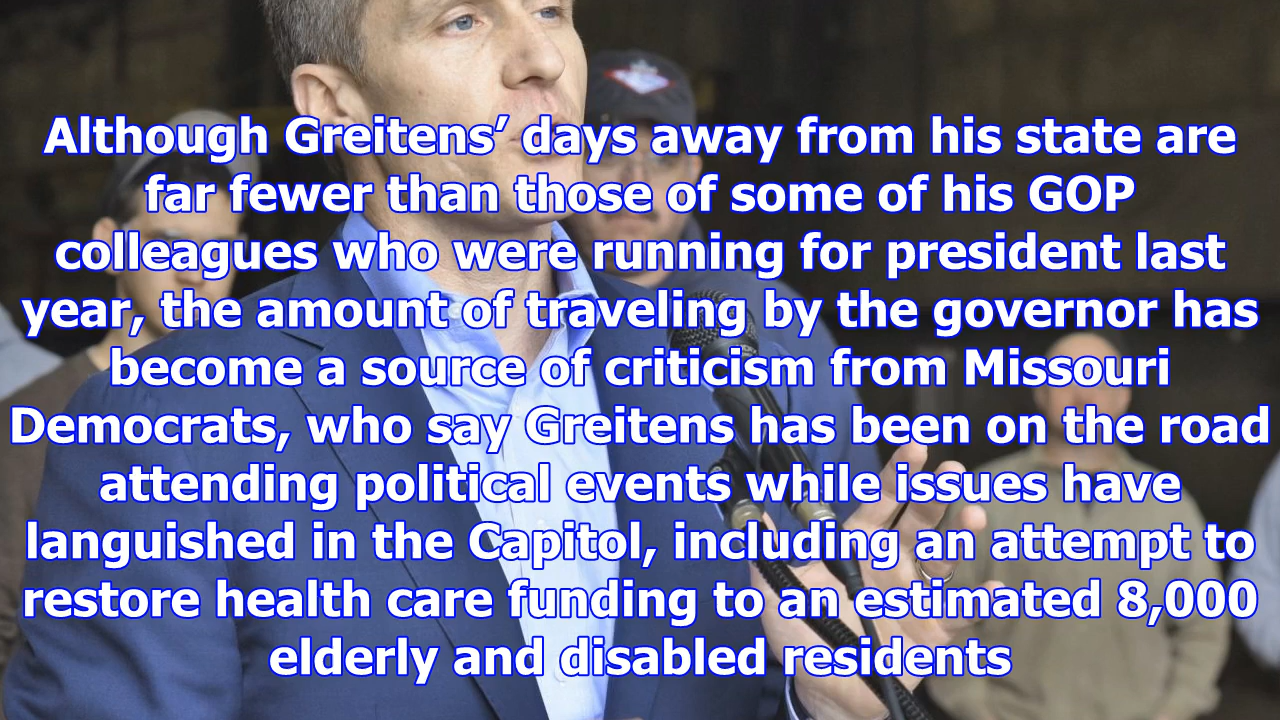 Although Greitens’ days away from his state are
far fewer than those of some of his GOP
colleagues who were running for president last
year, the amount of traveling by the governor has
become a source of criticism from Missouri
Democrats, who say Greitens has been on the road
attending political events while issues have
languished in the Capitol, including an attempt to
restore health care funding to an estimated 8,000
elderly and disabled residents